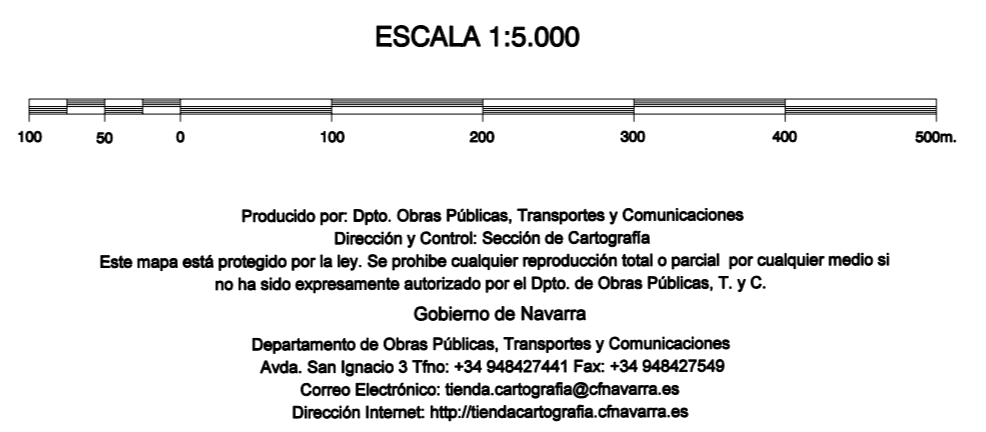 ESCALA 1:5.000
100 50 0 100 200 300 400 500m.
Producido por: Dpto. Obras Públicas, Transportes y Comunicaciones
Dirección y Control: Sección de Cartografía
Este mapa está protegido por la ley. Se prohibe cualquier reproducción total o parcial por cualquier medio si
no ha sido expresamente autorizado por el Dpto. de Obras Públicas, T. y C.
Gobierno de Navarra
Departamento de Obras Públicas, Transportes y Comunicaciones
Avda. San Ignacio 3 Tfno: +34 948427441 Fax: +34 948427549
Correo Electrónico: tienda.cartografia@cfnavarra.es
Dirección Internet: http://tiendacartografia.cfnavarra.es